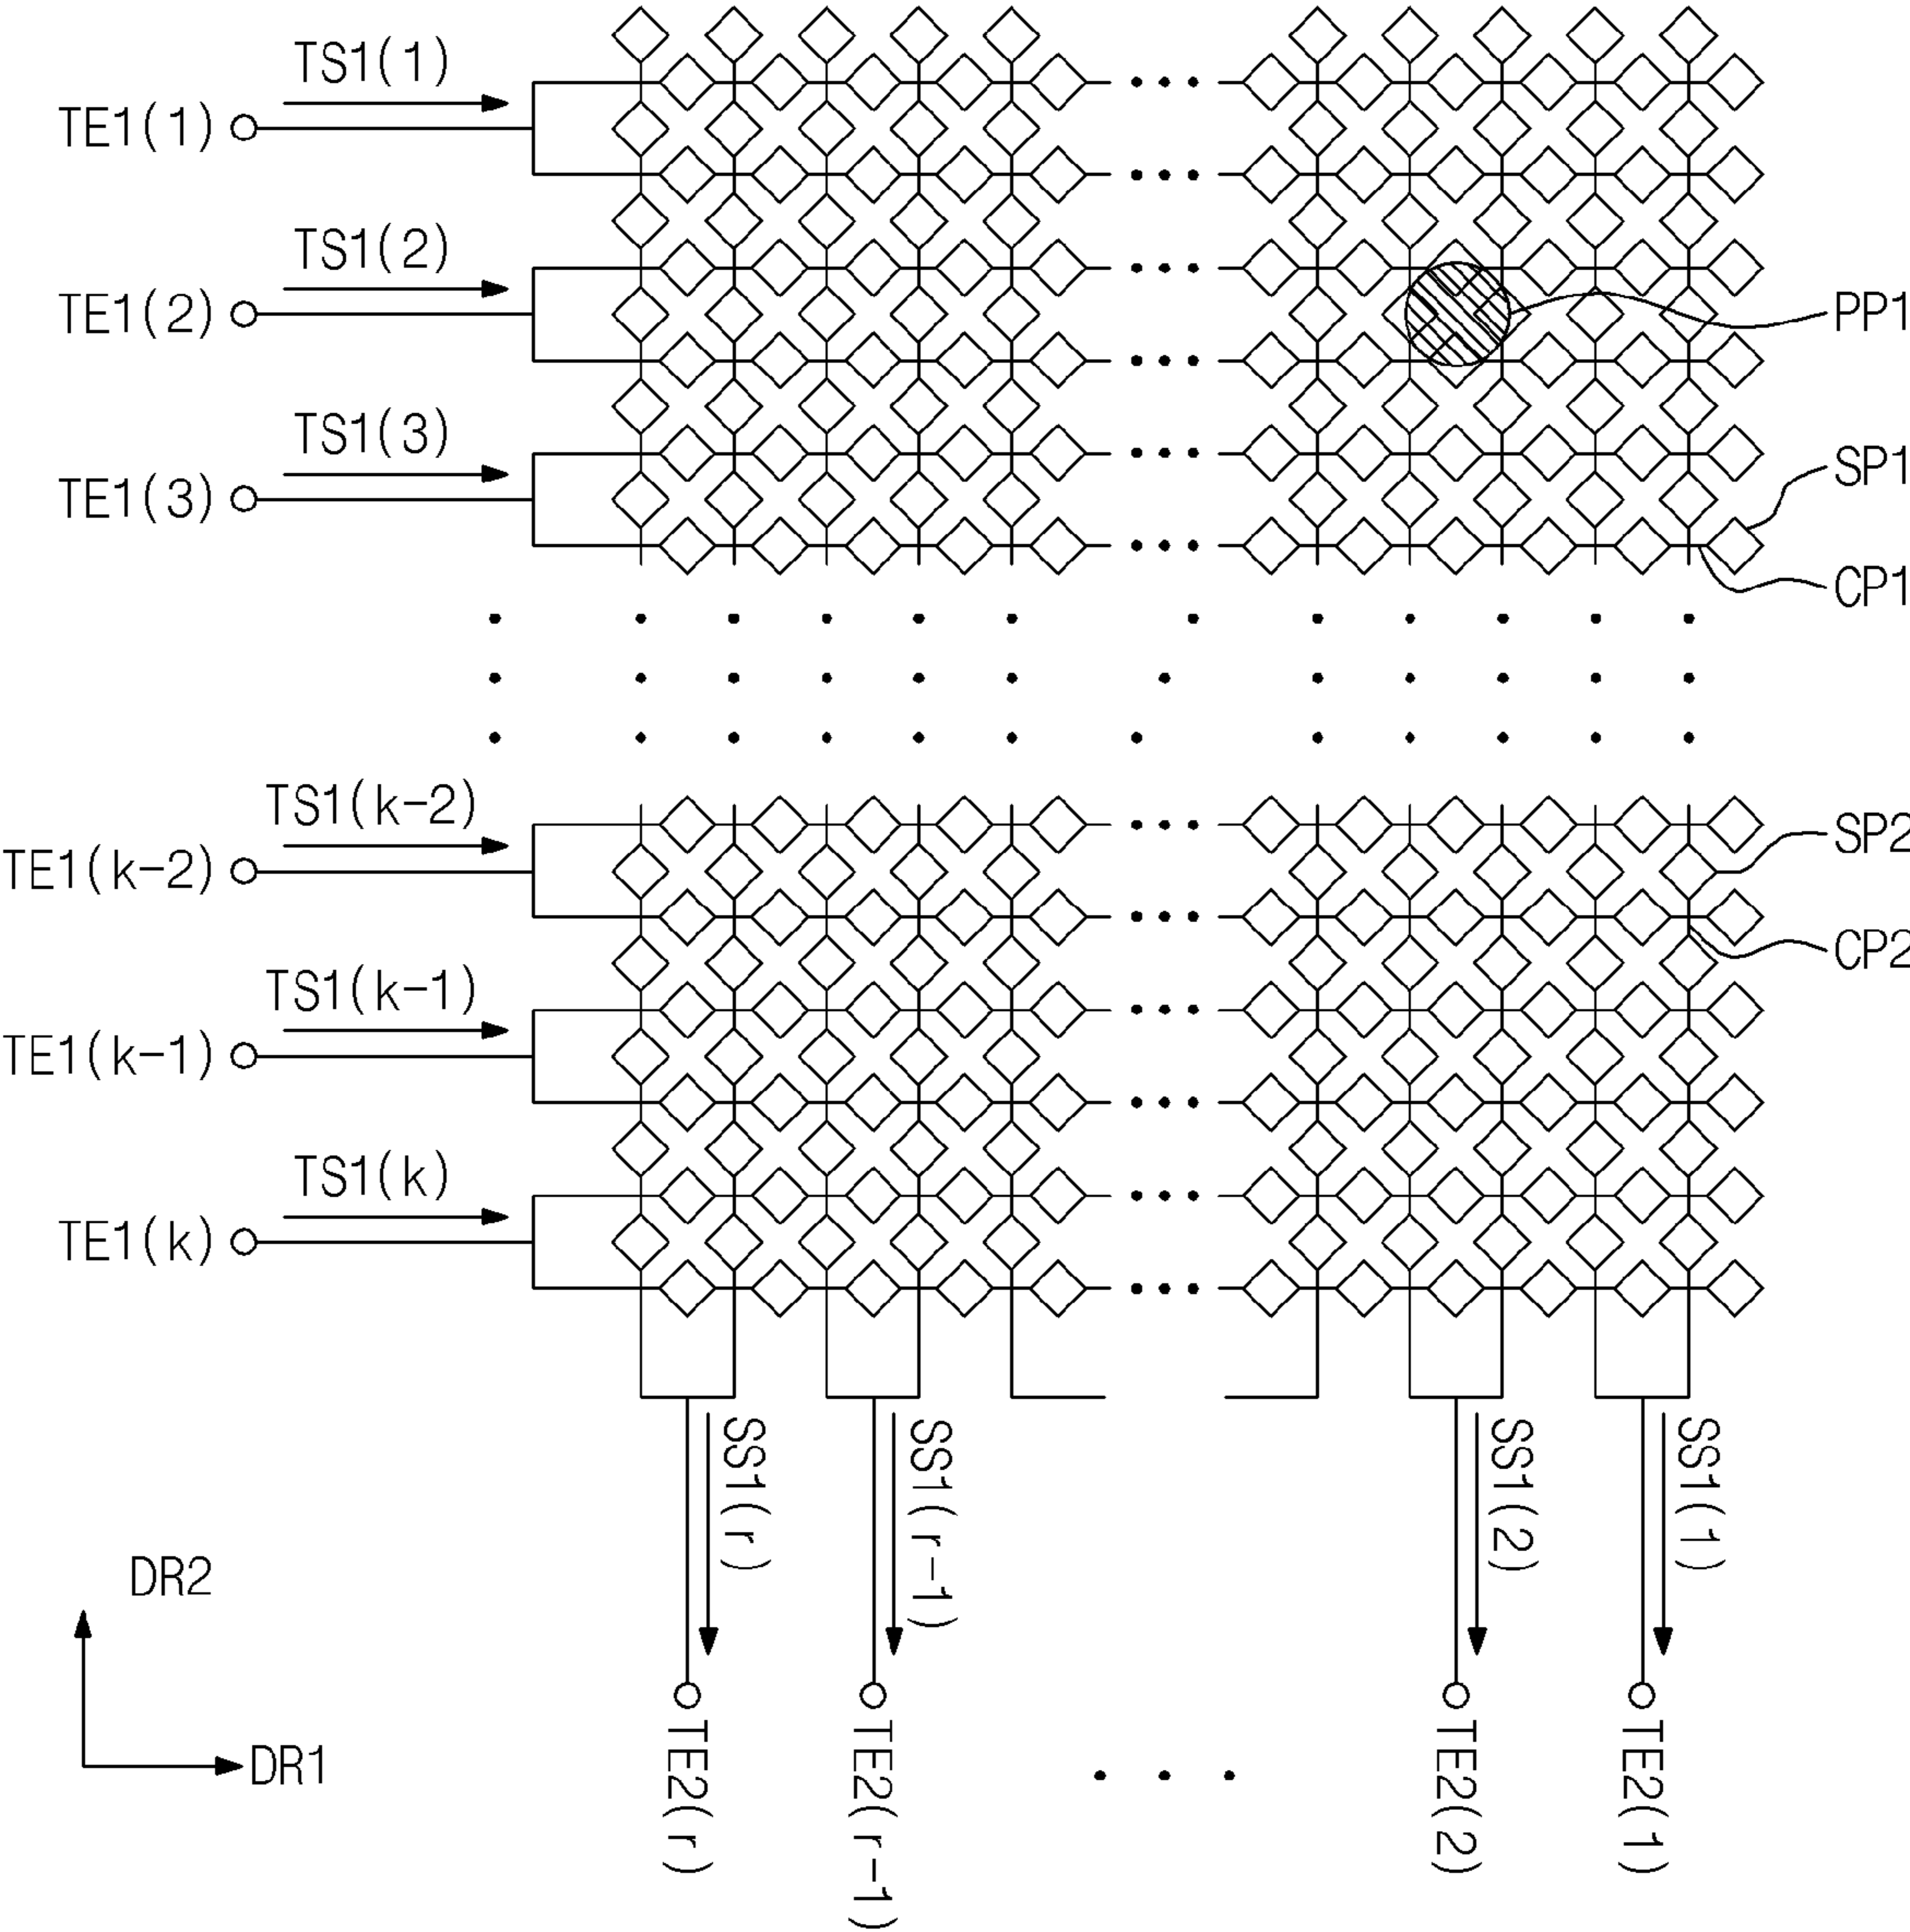 TS1(1)
TE1(1)
TS1(2)
TE1(2)
PP1
TS1(3)
SP1
TE1(3)
CP1
TS1(k-2)
SP2
TE1(k-2)
CP2
TS1(k-1)
TE1(k-1)
TS1(k)
TE1(k)
SS1(r)
SS1(r-1)
SS1(2)
SS1(1)
DR2
DR1
TE2(r)
TE2(r-1)
TE2(2)
TE2(1)